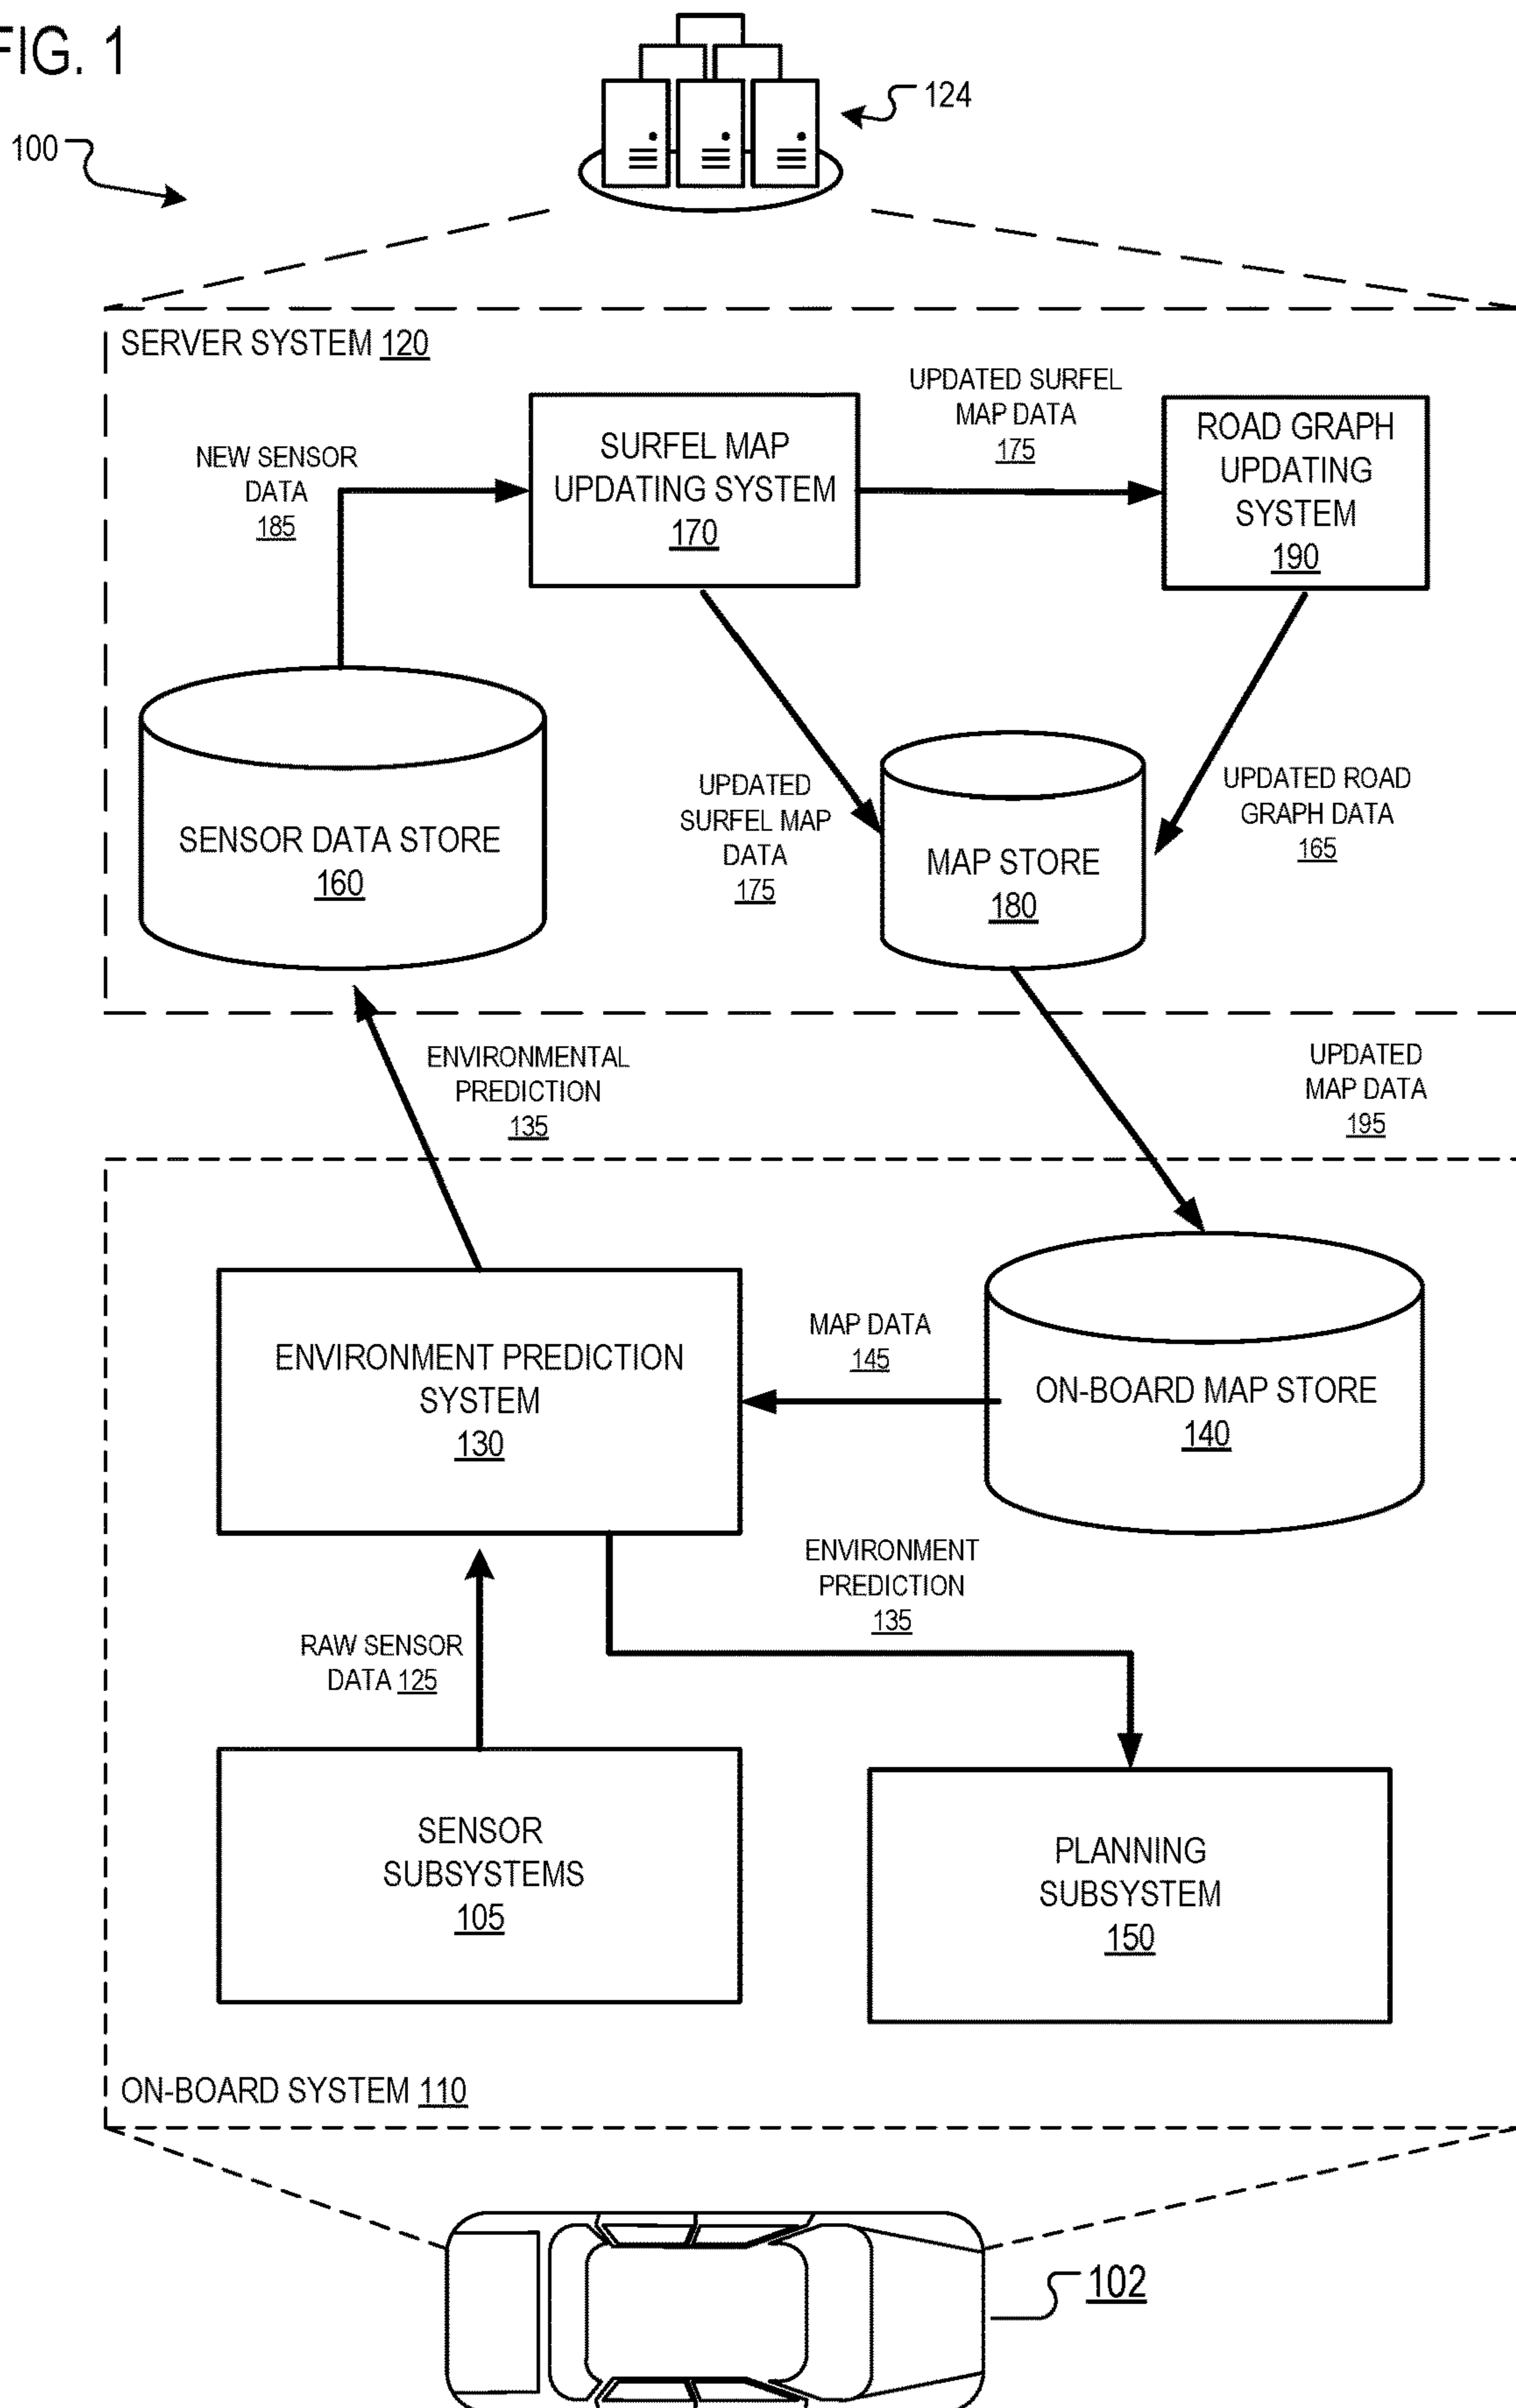 FIG. 1
124
100
SERVER SYSTEM 120
NEW SENSOR
DATA
185
SURFEL MAP
UPDATING SYSTEM
170
UPDATED SURFEL
MAP DATA
175
ROAD GRAPH
UPDATING
SYSTEM
190
SENSOR DATA STORE
160
UPDATED
SURFEL MAP
DATA
175
MAP STORE
180
UPDATED ROAD
GRAPH DATA
165
ENVIRONMENTAL
PREDICTION
135
UPDATED
MAP DATA
195
ENVIRONMENT PREDICTION
SYSTEM
130
MAP DATA
145
ON-BOARD MAP STORE
140
ENVIRONMENT
PREDICTION
135
RAW SENSOR
DATA 125
SENSOR
SUBSYSTEMS
105
PLANNING
SUBSYSTEM
150
ON-BOARD SYSTEM 110
102